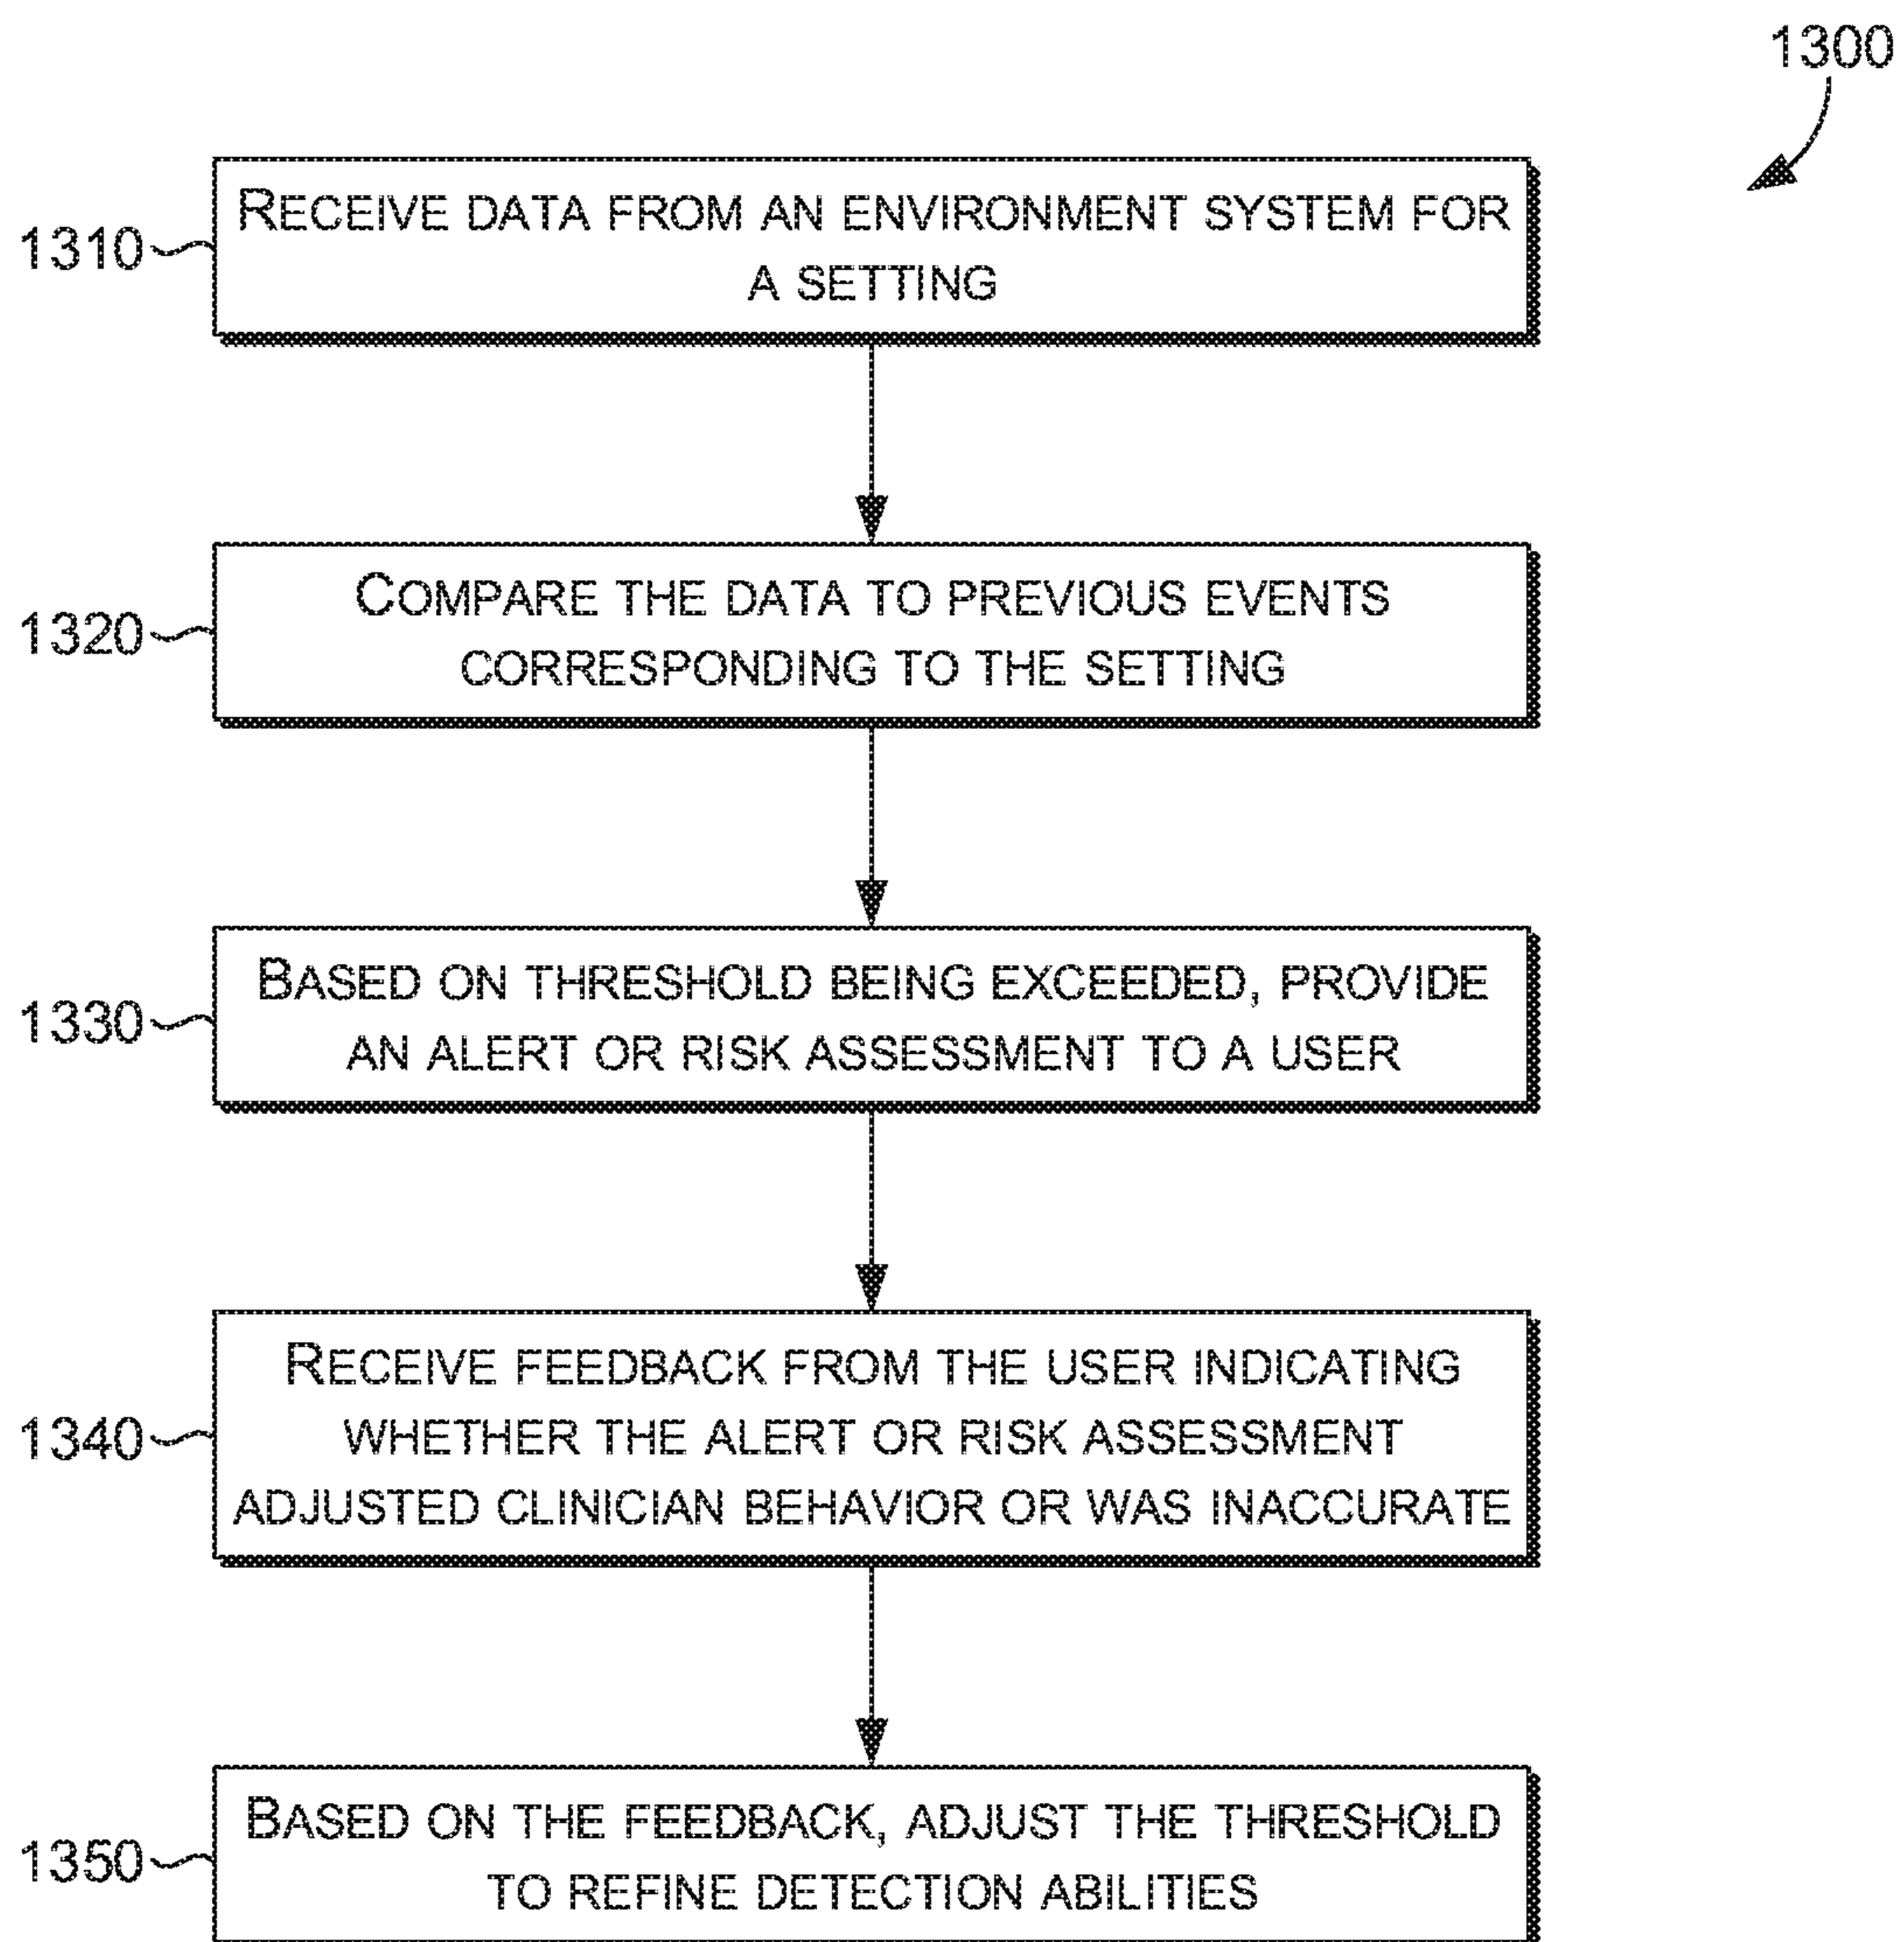 1300
1310
RECEIVE DATA FROM AN ENVIRONMENT SYSTEM FOR
A SETTING
1320
COMPARE THE DATA TO PREVIOUS EVENTS
CORRESPONDING TO THE SETTING
1330
BASED ON THRESHOLD BEING EXCEEDED, PROVIDE
AN ALERT OR RISK ASSESSMENT TO A USER
1340
RECEIVE FEEDBACK FROM THE USER INDICATING
WHETHER THE ALERT OR RISK ASSESSMENT
ADJUSTED CLINICIAN BEHAVIOR OR WAS INACCURATE
1350
BASED ON THE FEEDBACK, ADJUST THE THRESHOLD
TO REFINE DETECTION ABILITIES